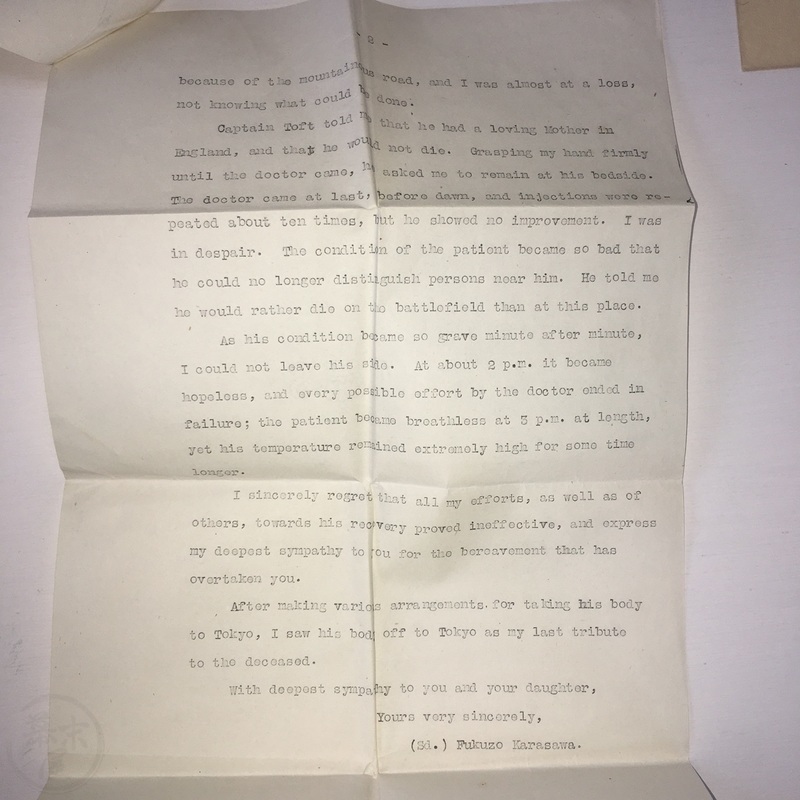 - 2 -
because of the mountainous road, and I was almost at a loss,
not knowing what could be done.
Captain Toft told me that he had a loving Mother in
England, and that he would not die. Grasping my hand firmly
until the doctor came, he asked me to remain at his bedside.
The doctor came at last, before dawn, and injections were re-
peated about ten times, but he showed no improvement. I was
in despair. The condition of the patient became so bad that
he could no longer distinguish persons near him. He told me
he would rather die on the battlefield than at this place.
As his condition became so grave minute after minute,
I could not leave his side. At about 2 p.m. it became
hopeless, and every possible effort by the doctor ended in
failure; the patient became breathless at 3 p.m. at length,
yet his temperature remained extremely high for some time
longer.
I sincerely regret that all my efforts, as well as of
others, towards his recovery proved ineffective, and express
my deepest sympathy to you for the bereavement that has
overtaken you.
After making various arrangements for taking his body
to Tokyo, I saw his body off to Tokyo as my last tribute
to the deceased.
With deepest sympathy to you and your daughter,
Yours very sincerely,
(Sd.) Fukuzo Karasawa.